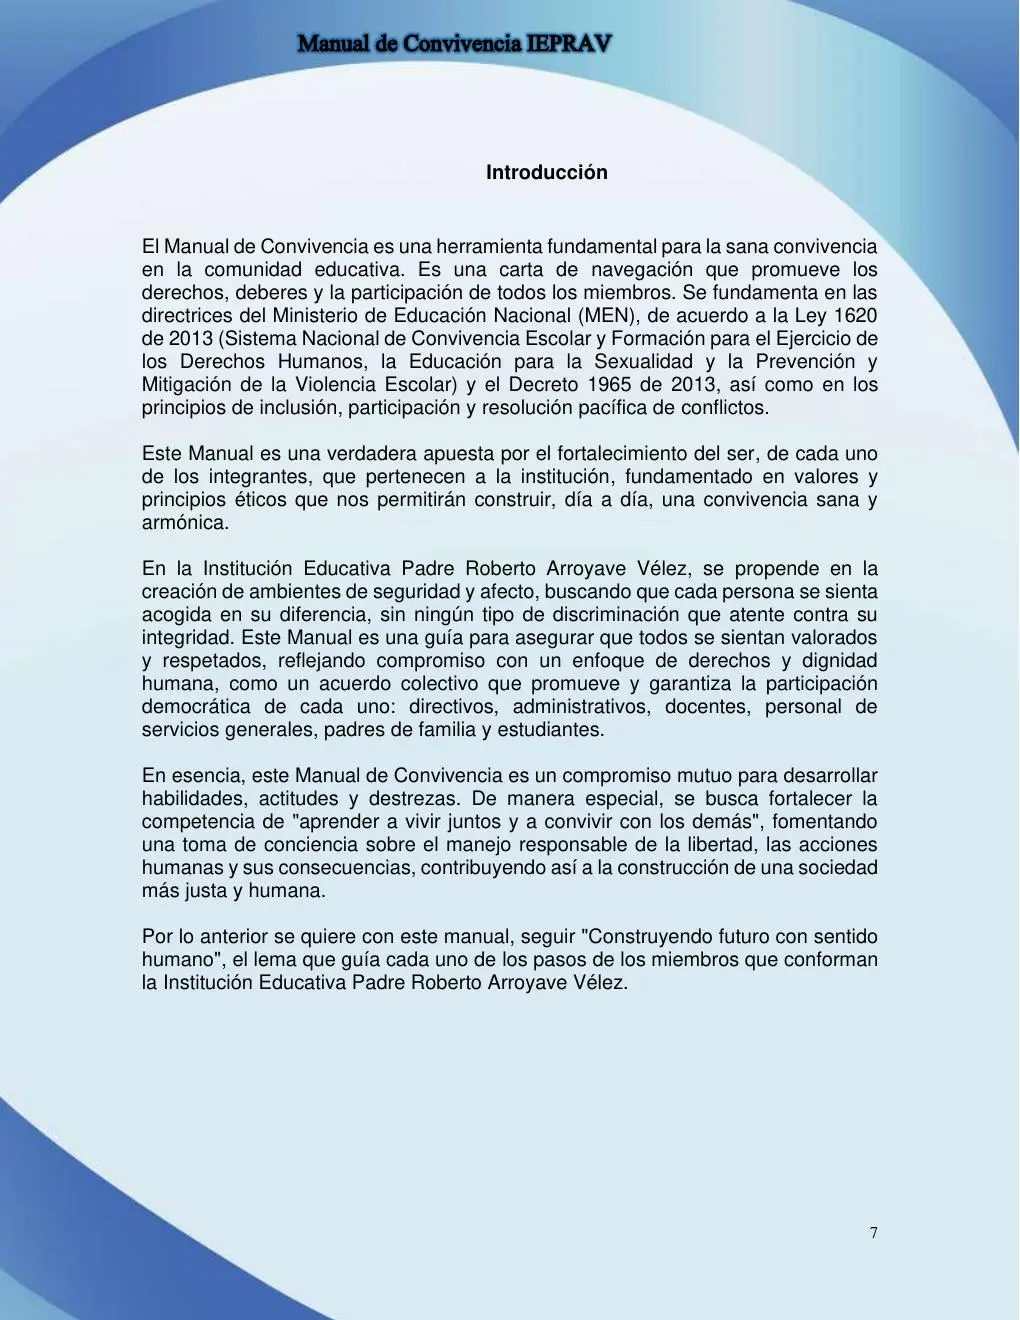 Manual de Convivencia IEPRAV
Introducción
El Manual de Convivencia es una herramienta fundamental para la sana convivencia
en la comunidad educativa. Es una carta de navegación que promueve los
derechos, deberes y la participación de todos los miembros. Se fundamenta en las
directrices del Ministerio de Educación Nacional (MEN), de acuerdo a la Ley 1620
de 2013 (Sistema Nacional de Convivencia Escolar y Formación para el Ejercicio de
los Derechos Humanos, la Educación para la Sexualidad y la Prevención y
Mitigación de la Violencia Escolar) y el Decreto 1965 de 2013, así como en los
principios de inclusión, participación y resolución pacífica de conflictos.
Este Manual es una verdadera apuesta por el fortalecimiento del ser, de cada uno
de los integrantes, que pertenecen a la institución, fundamentado en valores y
principios éticos que nos permitirán construir, día a día, una convivencia sana y
armónica.
En la Institución Educativa Padre Roberto Arroyave Vélez, se propende en la
creación de ambientes de seguridad y afecto, buscando que cada persona se sienta
acogida en su diferencia, sin ningún tipo de discriminación que atente contra su
integridad. Este Manual es una guía para asegurar que todos se sientan valorados
y respetados, reflejando compromiso con un enfoque de derechos y dignidad
humana, como un acuerdo colectivo que promueve y garantiza la participación
democrática de cada uno: directivos, administrativos, docentes, personal de
servicios generales, padres de familia y estudiantes.
En esencia, este Manual de Convivencia es un compromiso mutuo para desarrollar
habilidades, actitudes y destrezas. De manera especial, se busca fortalecer la
competencia de "aprender a vivir juntos y a convivir con los demás", fomentando
una toma de conciencia sobre el manejo responsable de la libertad, las acciones
humanas y sus consecuencias, contribuyendo así a la construcción de una sociedad
más justa y humana.
Por lo anterior se quiere con este manual, seguir "Construyendo futuro con sentido
humano", el lema que guía cada uno de los pasos de los miembros que conforman
la Institución Educativa Padre Roberto Arroyave Vélez.
7